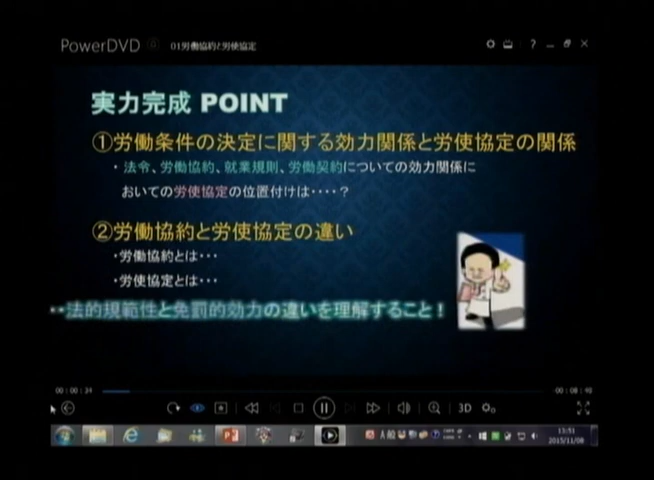 PowerDVD 01労働協約と労使協定
実力完成 POINT
①労働条件の決定に関する効力関係と労使協定の関係
・法令、労働協約、就業規則、労働契約についての効力関係に
おいての労使協定の位置付けは・・・・？
②労働協約と労使協定の違い
・労働協約とは・・・
・労使協定とは・・・
・・法的規範性と免罰的効力の違いを理解すること！
00:00:24
00:08:49
3D
13:51
2015/11/08